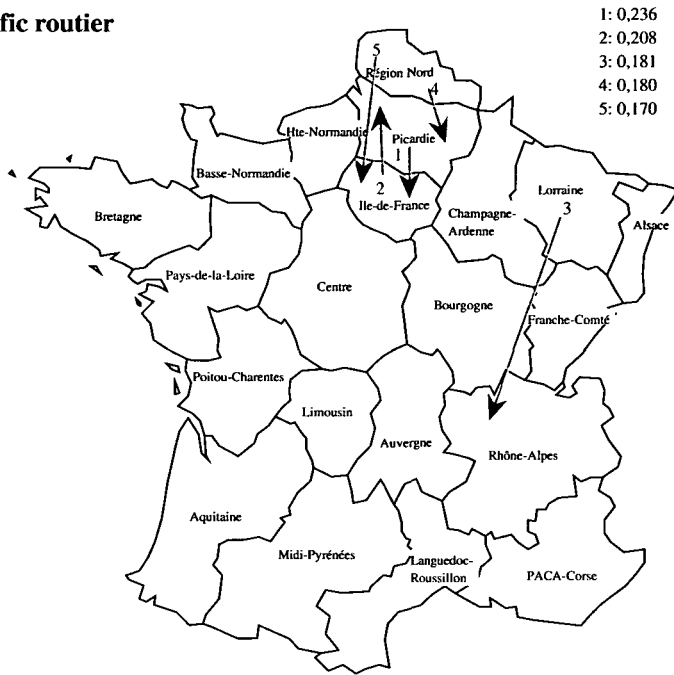 fic routier
1: 0,236
2: 0,208
3: 0,181
4: 0,180
5: 0,170
5
Région Nord
4
Hte-Normandie
Picardie
1
Basse-Normandie
2
Ile-de-France
Lorraine
3
Bretagne
Champagne-
Ardenne
Alsace
Pays-de-la-Loire
Centre
Bourgogne
Franche-Comté
Poitou-Charentes
Limousin
Auvergne
Rhône-Alpes
Aquitaine
Midi-Pyrénées
Languedoc-
Roussillon
PACA-Corse